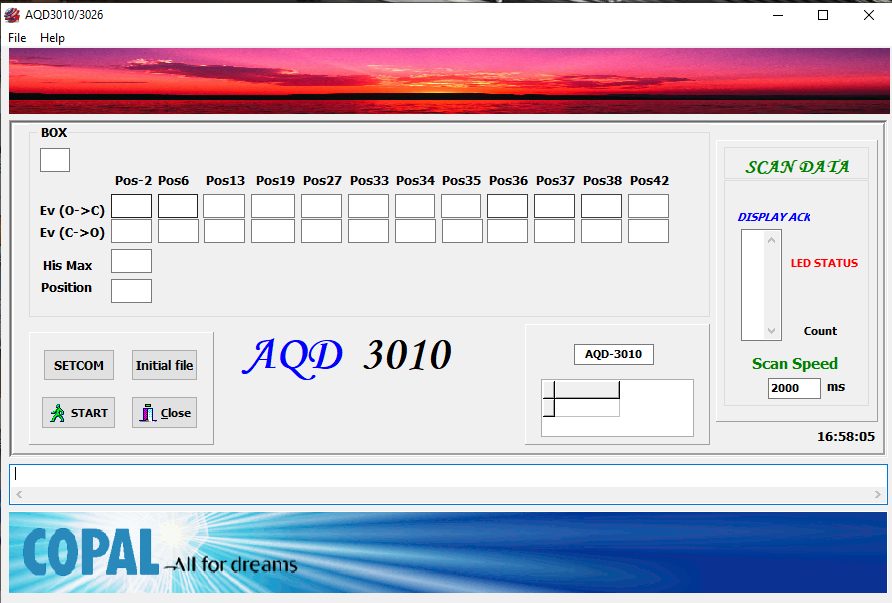 AQD3010/3026
File Help
BOX
Pos-2 Pos6 Pos13 Pos19 Pos27 Pos33 Pos34 Pos35 Pos36 Pos37 Pos38 Pos42
Ev (O->C)
Ev (C->O)
His Max
Position
SCAN DATA
DISPLAY ACK
LED STATUS
Count
Scan Speed
2000 ms
SETCOM Initial file
START Close
AQD 3010
AQD-3010
16:58:05
COPAL All for dreams